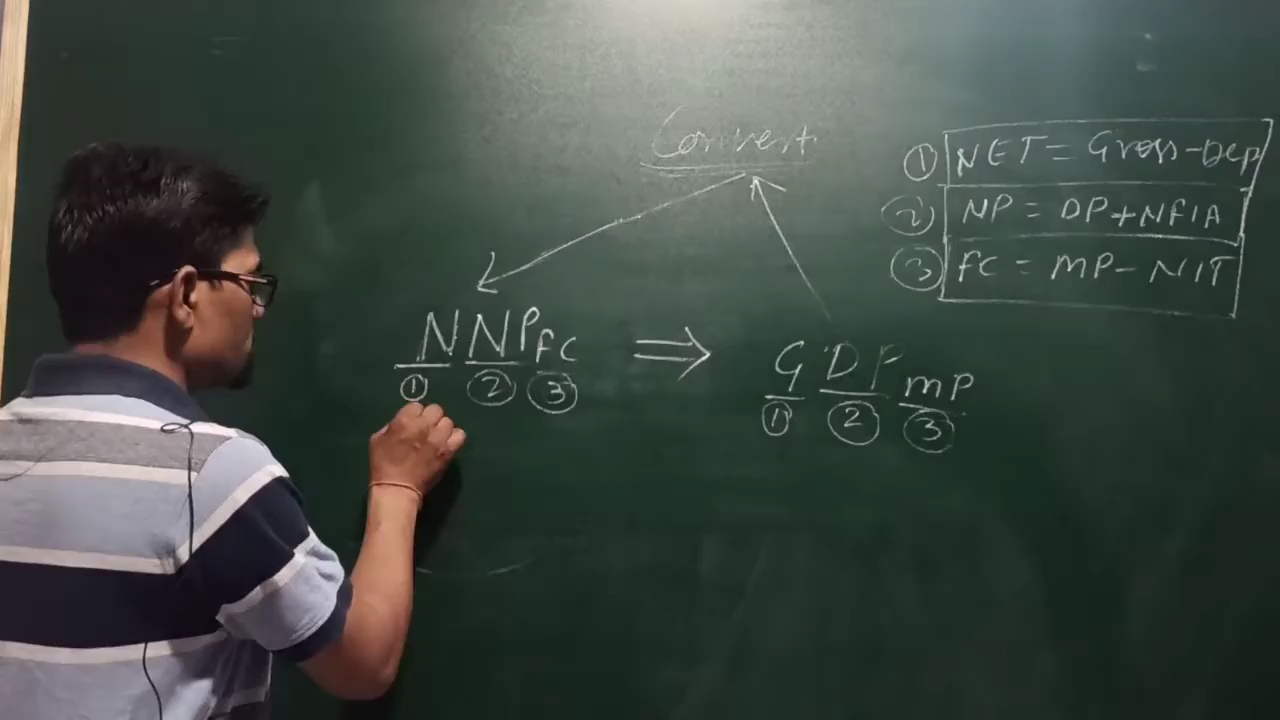 Convert
① NET = Gross - Dep
② NP = DP + NFIA
③ FC = MP - NIT
NNP FC ⇒ GDP MP
① ② ③ ① ② ③